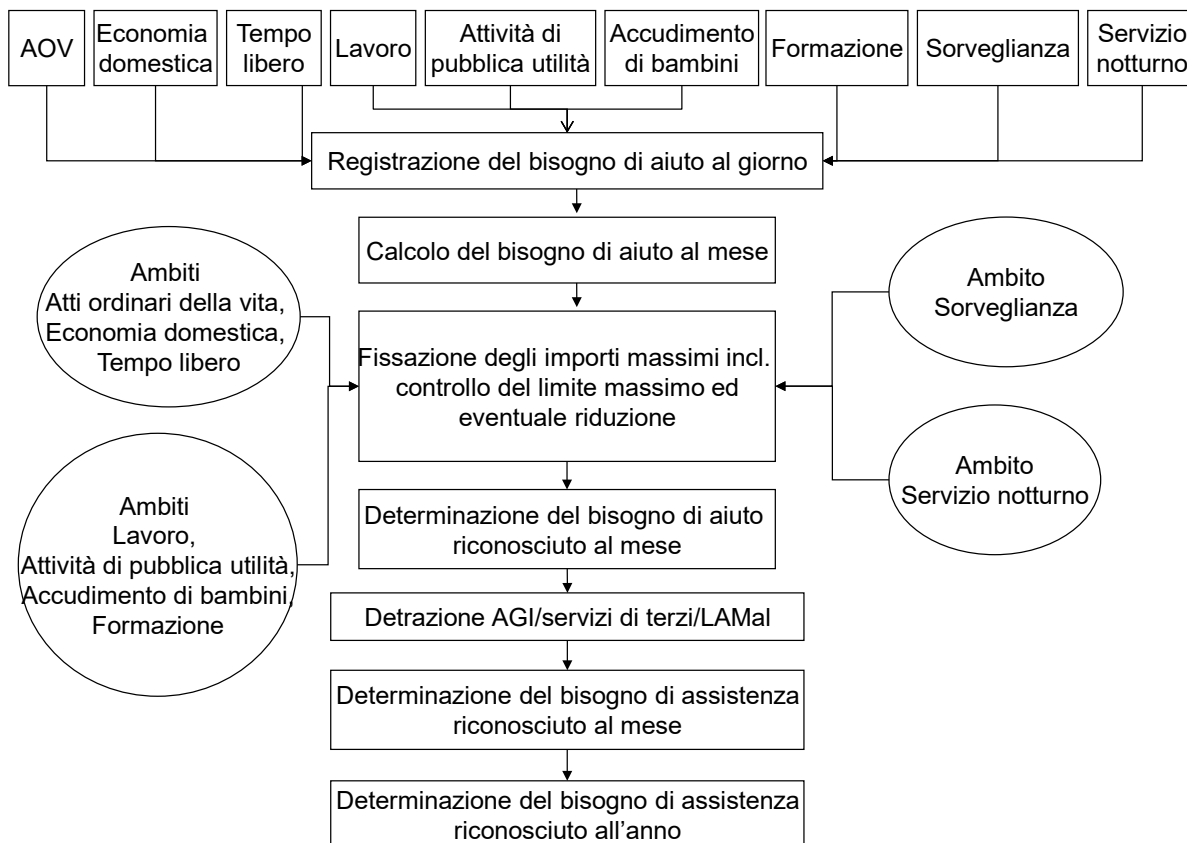 AOV
Economia
domestica
Tempo
libero
Lavoro
Attività di
pubblica utilità
Accudimento
di bambini
Formazione
Sorveglianza
Servizio
notturno
Registrazione del bisogno di aiuto al giorno
Calcolo del bisogno di aiuto al mese
Ambiti
Atti ordinari della vita,
Economia domestica,
Tempo libero
Ambito
Sorveglianza
Fissazione degli importi massimi incl.
controllo del limite massimo ed
eventuale riduzione
Ambiti
Lavoro,
Attività di pubblica utilità,
Accudimento di bambini,
Formazione
Ambito
Servizio notturno
Determinazione del bisogno di aiuto
riconosciuto al mese
Detrazione AGI/servizi di terzi/LAMal
Determinazione del bisogno di assistenza
riconosciuto al mese
Determinazione del bisogno di assistenza
riconosciuto all’anno